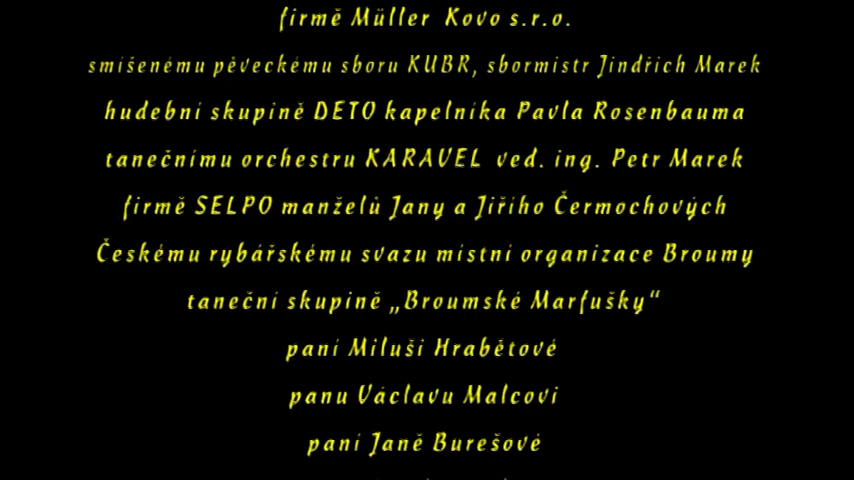 firmě Müller Kovo s.r.o.
smíšenému pěveckému sboru KUBR, sbormistr Jindřich Marek
hudební skupině DETO kapelníka Pavla Rosenbauma
tanečnímu orchestru KARAVEL ved. ing. Petr Marek
firmě SELPO manželů Jany a Jiřího Čermochových
Českému rybářskému svazu místní organizace Broumy
taneční skupině „Broumské Marfušky“
paní Miluši Hrabětové
panu Václavu Malcovi
paní Janě Burešové